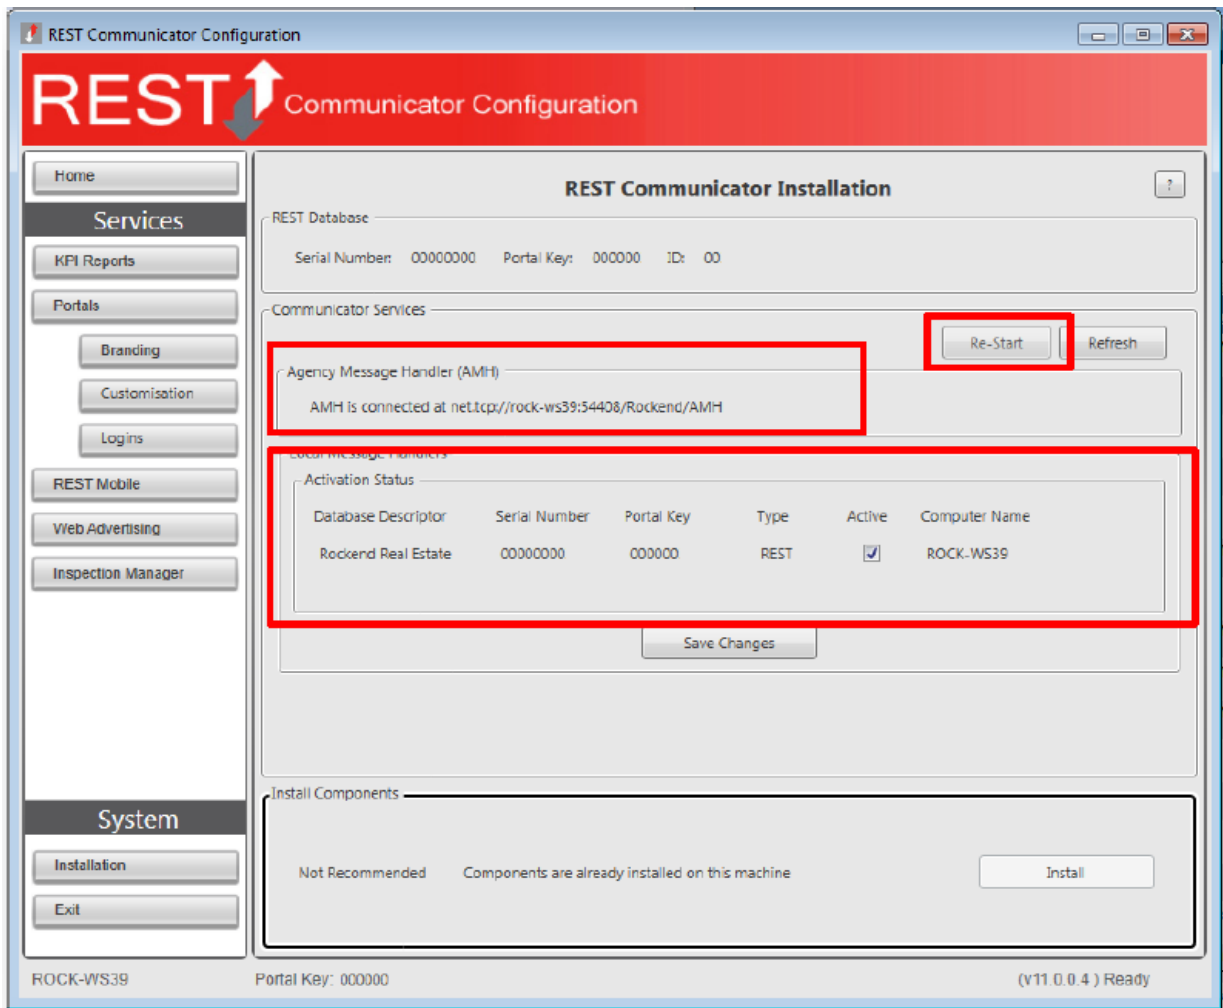 REST Communicator Configuration
REST Communicator Configuration
Home
Services
KPI Reports
Portals
Branding
Customisation
Logins
REST Mobile
Web Advertising
Inspection Manager
System
Installation
Exit
REST Communicator Installation
?
REST Database
Serial Number: 00000000 Portal Key: 000000 ID: 00
Communicator Services
Re-Start Refresh
Agency Message Handler (AMH)
AMH is connected at net.tcp://rock-ws39:54408/Rockend/AMH
Local Message Handlers
Activation Status
Database Descriptor Serial Number Portal Key Type Active Computer Name
Rockend Real Estate 00000000 000000 REST ROCK-WS39
Save Changes
Install Components
Not Recommended Components are already installed on this machine Install
ROCK-WS39 Portal Key: 000000 (v11.0.0.4 ) Ready